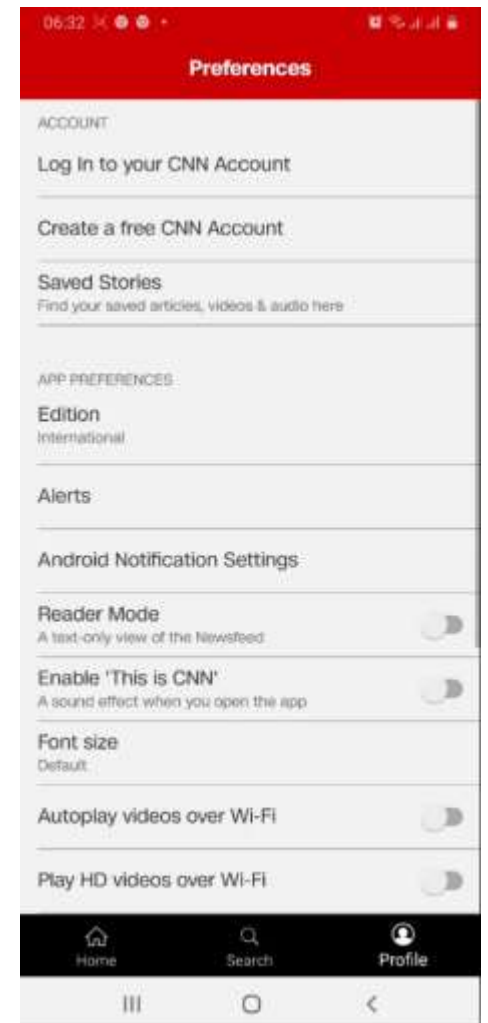 06:32
Preferences
ACCOUNT
Log In to your CNN Account
Create a free CNN Account
Saved Stories
Find your saved articles, videos & audio here
APP PREFERENCES
Edition
International
Alerts
Android Notification Settings
Reader Mode
A text-only view of the Newsfeed
Enable 'This is CNN'
A sound effect when you open the app
Font size
Default
Autoplay videos over Wi-Fi
Play HD videos over Wi-Fi
Home Search Profile